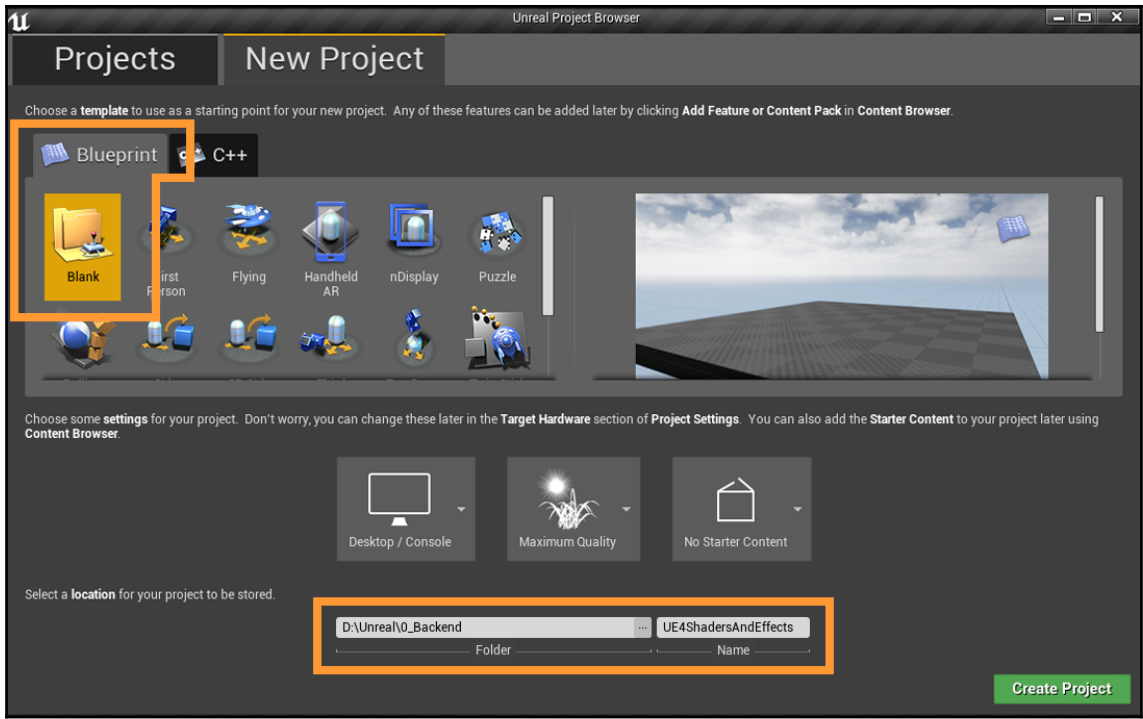 Unreal Project Browser
Projects
New Project
Choose a template to use as a starting point for your new project. Any of these features can be added later by clicking Add Feature or Content Pack in Content Browser.
Blueprint
C++
Blank
Flying
Handheld
AR
nDisplay
Puzzle
Choose some settings for your project. Don't worry, you can change these later in the Target Hardware section of Project Settings. You can also add the Starter Content to your project later using
Content Browser.
Desktop / Console
Maximum Quality
No Starter Content
Select a location for your project to be stored.
D:\Unreal\0_Backend
...
UE4ShadersAndEffects
Folder
Name
Create Project